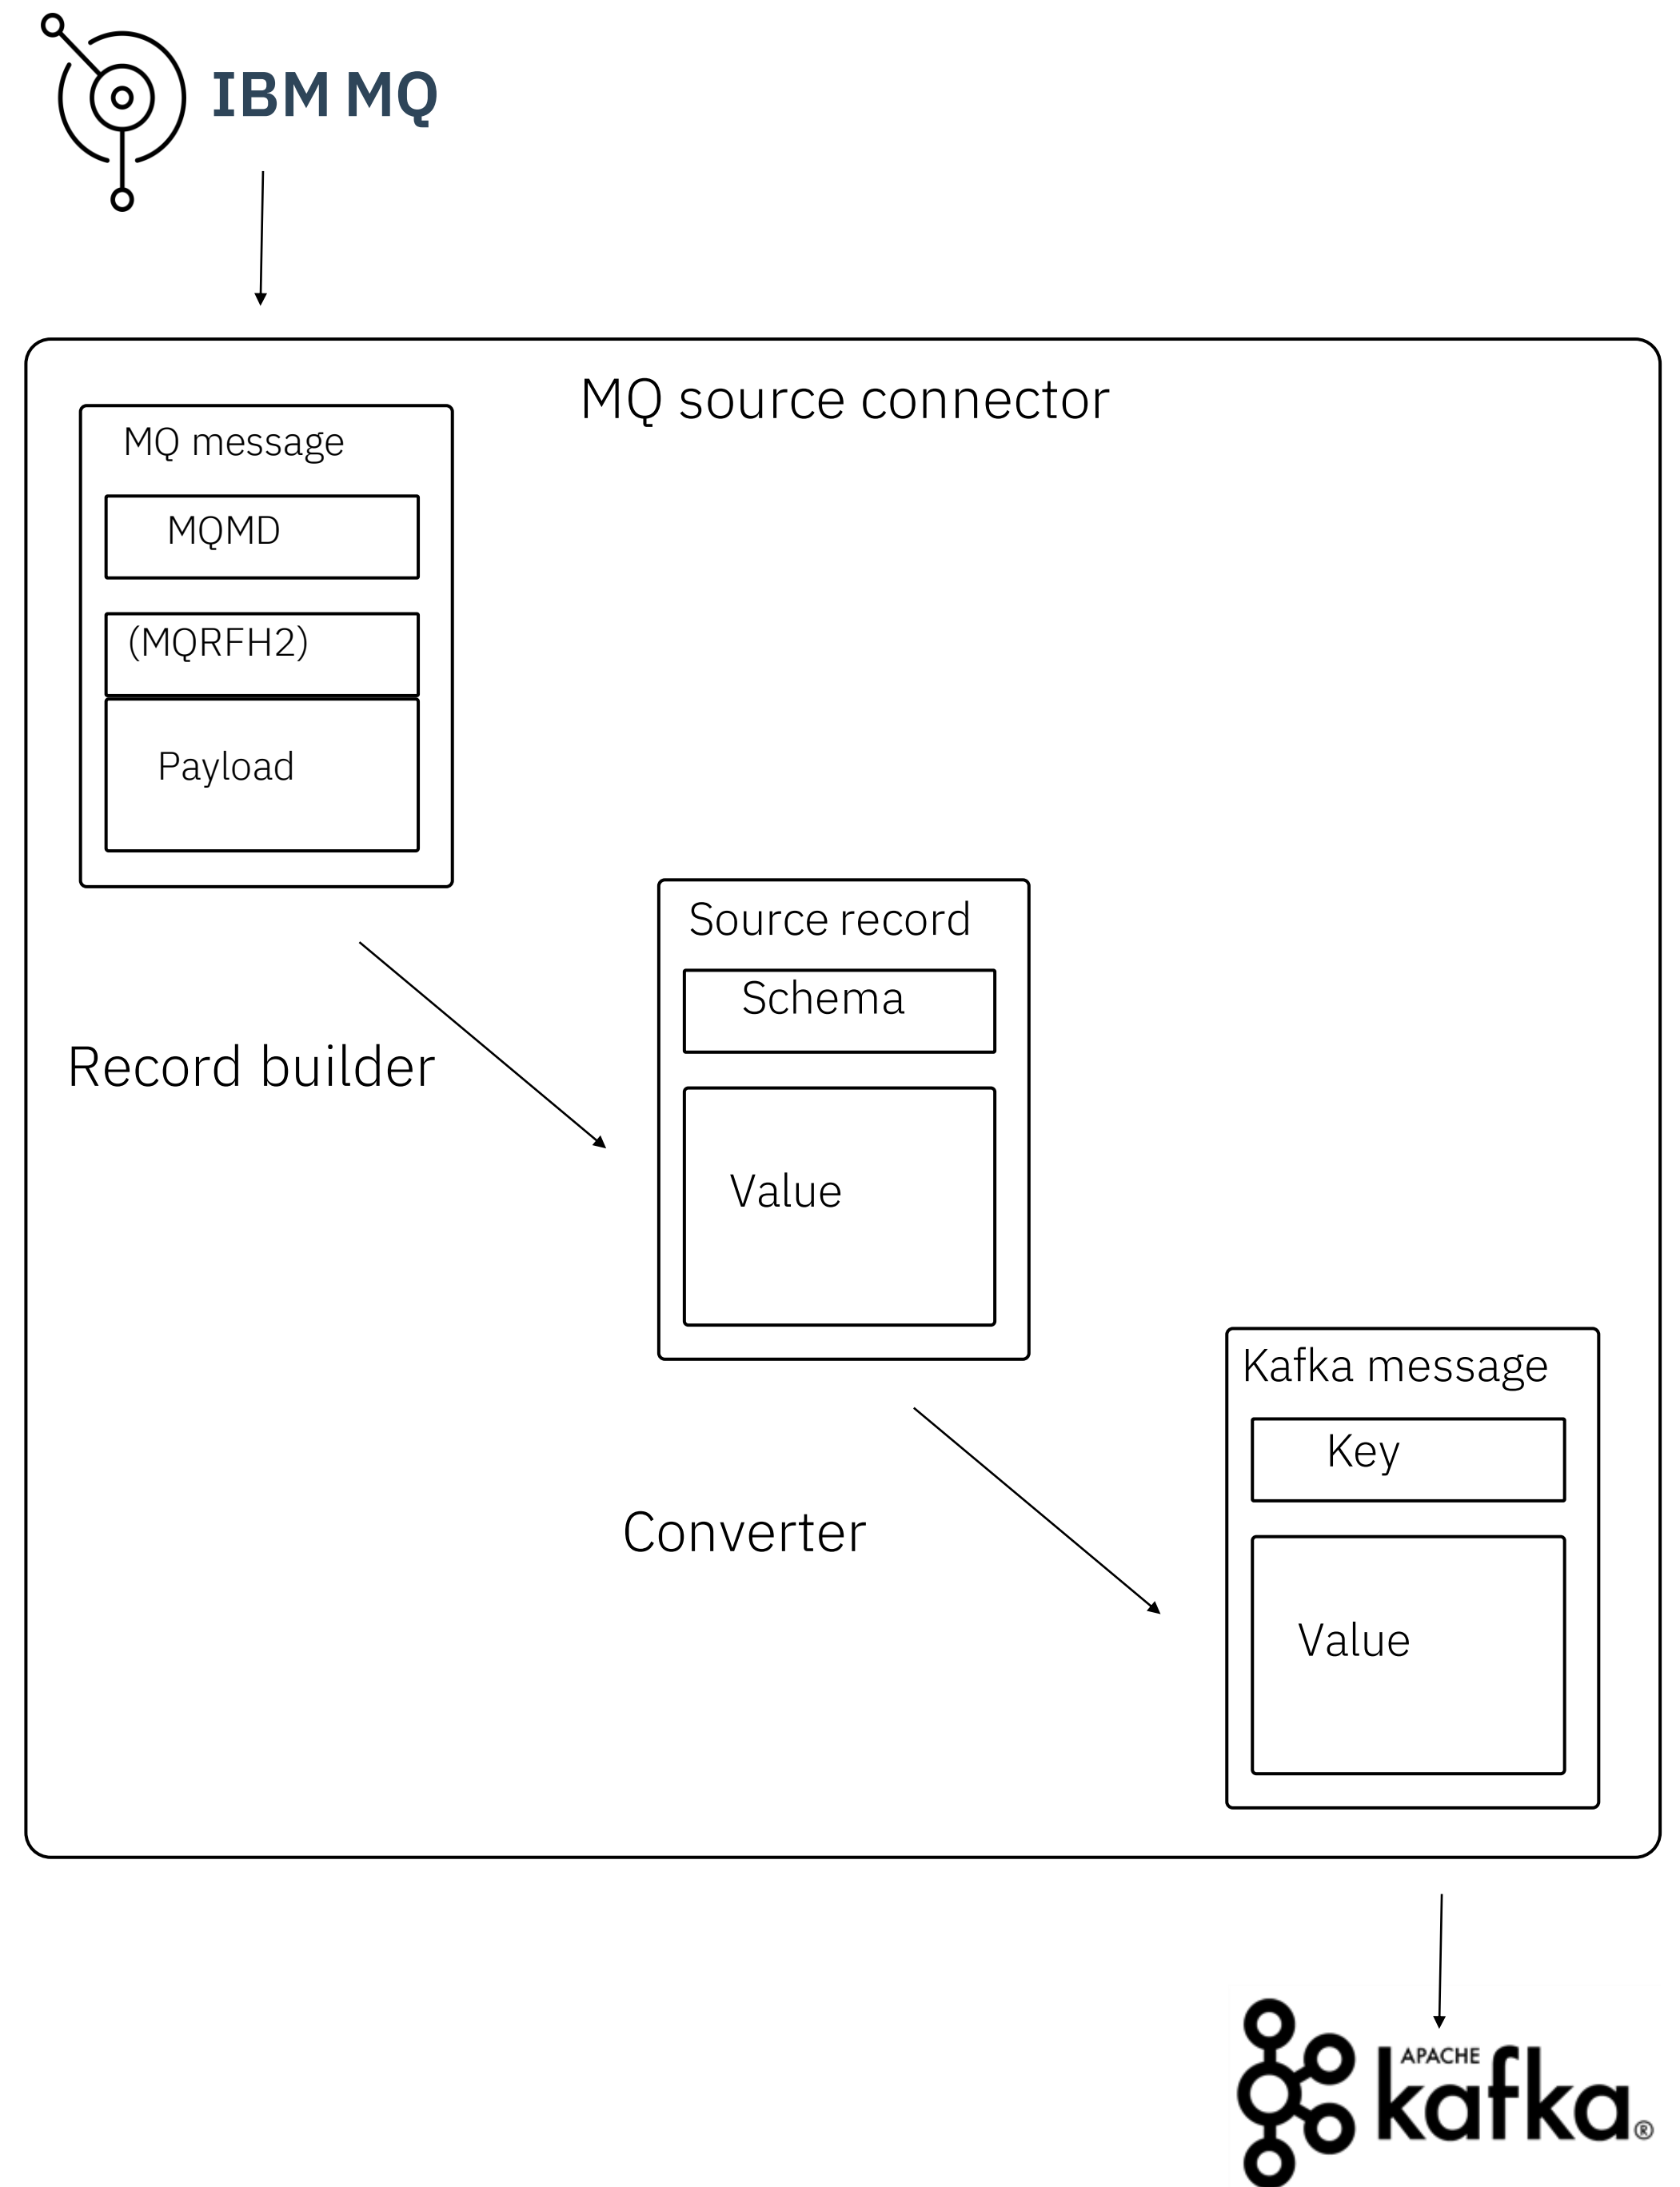 IBM MQ
MQ source connector
MQ message
MQMD
(MQRFH2)
Payload
Source record
Schema
Record builder
Value
Kafka message
Key
Converter
Value
APACHE
kafka®